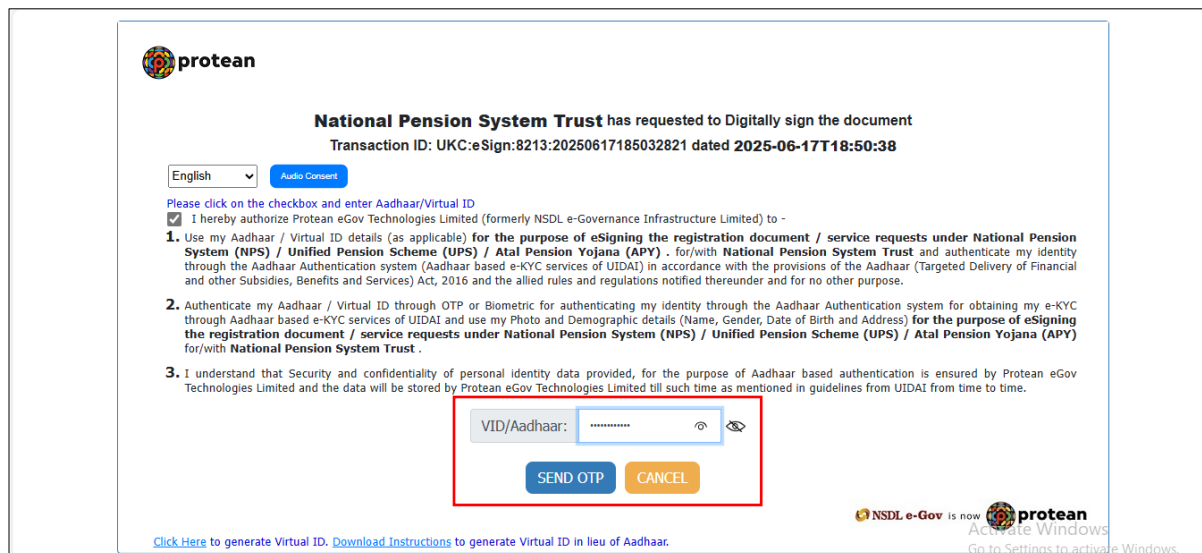 protean
National Pension System Trust has requested to Digitally sign the document
Transaction ID: UKC:eSign:8213:20250617185032821 dated 2025-06-17T18:50:38
English Audio Consent
Please click on the checkbox and enter Aadhaar/Virtual ID
I hereby authorize Protean eGov Technologies Limited (formerly NSDL e-Governance Infrastructure Limited) to -
1. Use my Aadhaar / Virtual ID details (as applicable) for the purpose of eSigning the registration document / service requests under National Pension
System (NPS) / Unified Pension Scheme (UPS) / Atal Pension Yojana (APY) . for/with National Pension System Trust and authenticate my identity
through the Aadhaar Authentication system (Aadhaar based e-KYC services of UIDAI) in accordance with the provisions of the Aadhaar (Targeted Delivery of Financial
and other Subsidies, Benefits and Services) Act, 2016 and the allied rules and regulations notified thereunder and for no other purpose.
2. Authenticate my Aadhaar / Virtual ID through OTP or Biometric for authenticating my identity through the Aadhaar Authentication system for obtaining my e-KYC
through Aadhaar based e-KYC services of UIDAI and use my Photo and Demographic details (Name, Gender, Date of Birth and Address) for the purpose of eSigning
the registration document / service requests under National Pension System (NPS) / Unified Pension Scheme (UPS) / Atal Pension Yojana (APY)
for/with National Pension System Trust .
3. I understand that Security and confidentiality of personal identity data provided, for the purpose of Aadhaar based authentication is ensured by Protean eGov
Technologies Limited and the data will be stored by Protean eGov Technologies Limited till such time as mentioned in guidelines from UIDAI from time to time.
VID/Aadhaar: ••••••••••••
SEND OTP CANCEL
NSDL e-Gov is now protean
Activate Windows
Click Here to generate Virtual ID. Download Instructions to generate Virtual ID in lieu of Aadhaar.
Go to Settings to activate Windows.